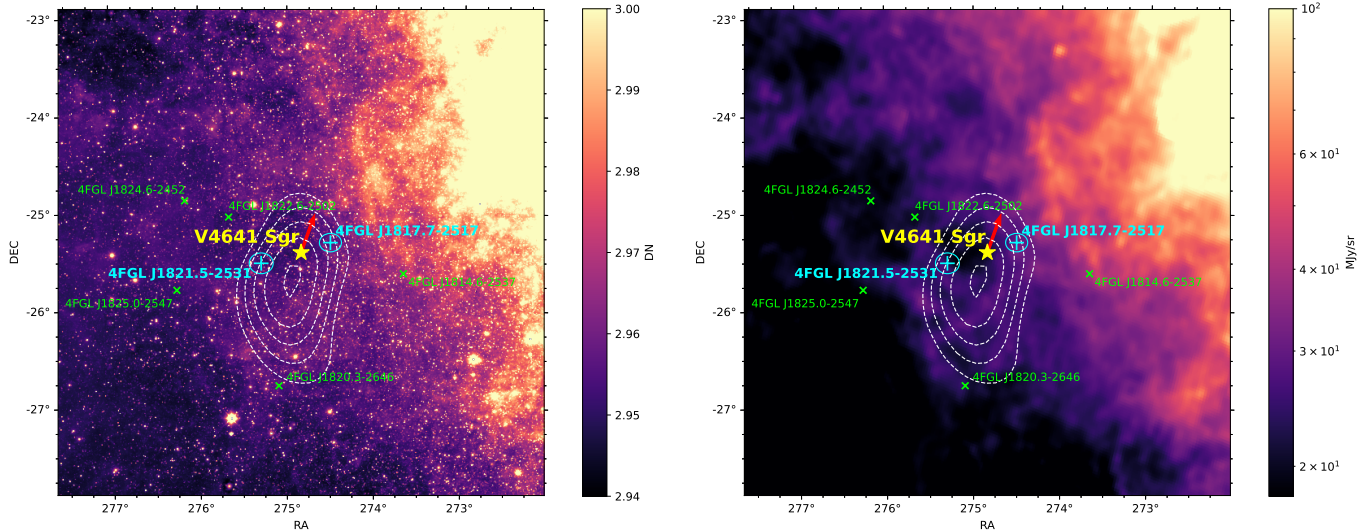 -23°
-24°
-25°
-26°
-27°
DEC
277°
276°
275°
274°
273°
RA
4FGL J1824.6-2452
4FGL J1822.6-2502
V4641 Sgr
4FGL J1817.7-2517
4FGL J1821.5-2531
4FGL J1814.6-2537
4FGL J1825.0-2547
4FGL J1820.3-2646
3.00
2.99
2.98
2.97
2.96
2.95
2.94
DN
-23°
-24°
-25°
-26°
-27°
DEC
277°
276°
275°
274°
273°
RA
4FGL J1824.6-2452
4FGL J1822.6-2502
V4641 Sgr
4FGL J1817.7-2517
4FGL J1821.5-2531
4FGL J1814.6-2537
4FGL J1825.0-2547
4FGL J1820.3-2646
10²
6 × 10¹
4 × 10¹
3 × 10¹
2 × 10¹
MJy/sr